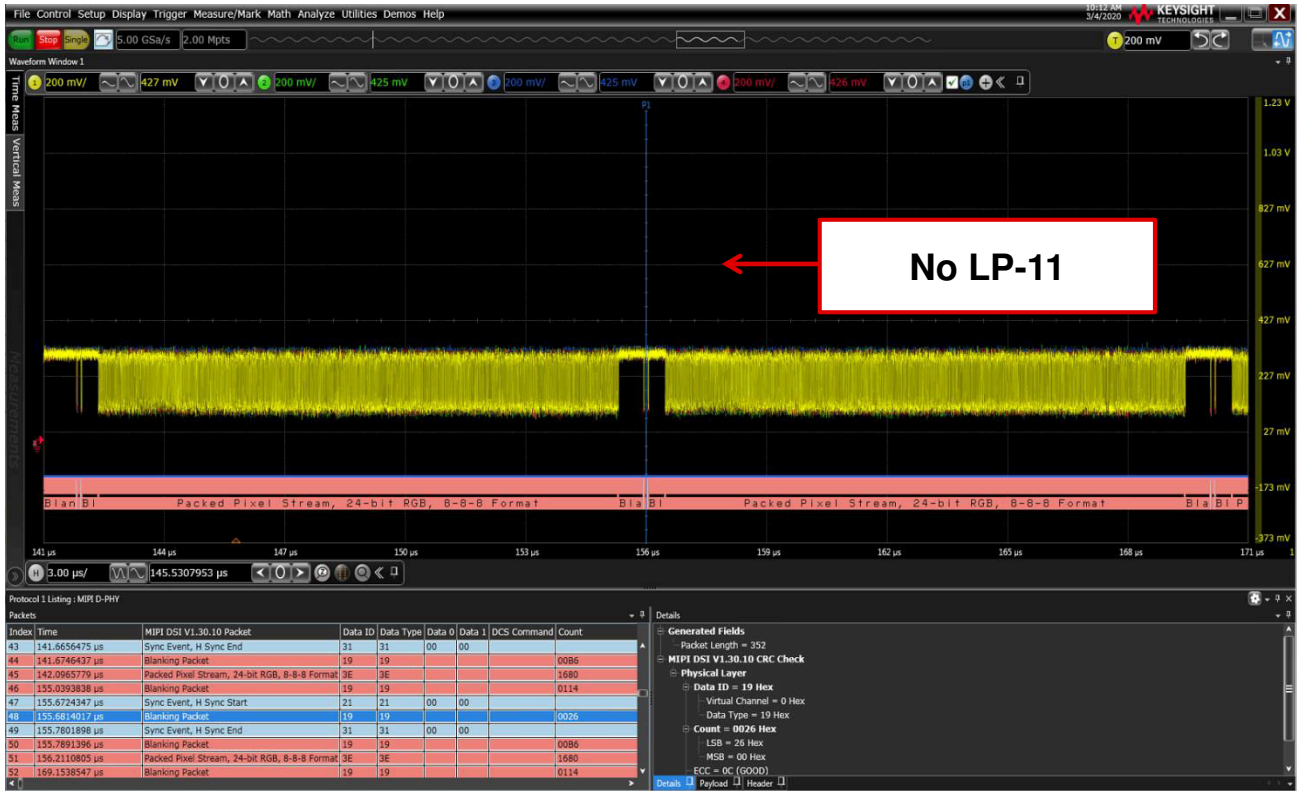 File Control Setup Display Trigger Measure/Mark Math Analyze Utilities Demos Help
10:12 AM
3/4/2020
KEYSIGHT
TECHNOLOGIES
Run Stop Single 5.00 GSa/s 2.00 Mpts
T 200 mV
Waveform Window 1
1 200 mV/ 427 mV 0 2 200 mV/ 425 mV 0 3 200 mV/ 425 mV 0 4 200 mV/ 426 mV 0 p1
Time Meas
Vertical Meas
Measurements
P1
1.23 V
1.03 V
827 mV
627 mV
427 mV
227 mV
27 mV
-173 mV
-373 mV
No LP-11
Blan Bl Packed Pixel Stream, 24-bit RGB, 8-8-8 Format Bla Bl Packed Pixel Stream, 24-bit RGB, 8-8-8 Format Bla Bl P
141 µs 144 µs 147 µs 150 µs 153 µs 156 µs 159 µs 162 µs 165 µs 168 µs 171 µs 1
H 3.00 µs/ 145.5307953 µs 0
Protocol 1 Listing : MIPI D-PHY
Packets
Index Time MIPI DSI V1.30.10 Packet Data ID Data Type Data 0 Data 1 DCS Command Count
43 141.6656475 µs Sync Event, H Sync End 31 31 00 00
44 141.6746437 µs Blanking Packet 19 19 00B6
45 142.0965779 µs Packed Pixel Stream, 24-bit RGB, 8-8-8 Format 3E 3E 1680
46 155.0393838 µs Blanking Packet 19 19 0114
47 155.6724347 µs Sync Event, H Sync Start 21 21 00 00
48 155.6814017 µs Blanking Packet 19 19 0026
49 155.7801898 µs Sync Event, H Sync End 31 31 00 00
50 155.7891396 µs Blanking Packet 19 19 00B6
51 156.2110805 µs Packed Pixel Stream, 24-bit RGB, 8-8-8 Format 3E 3E 1680
52 169.1538547 µs Blanking Packet 19 19 0114
Details
Generated Fields
Packet Length = 352
MIPI DSI V1.30.10 CRC Check
Physical Layer
Data ID = 19 Hex
Virtual Channel = 0 Hex
Data Type = 19 Hex
Count = 0026 Hex
LSB = 26 Hex
MSB = 00 Hex
ECC = 0C (GOOD)
Details Payload Header